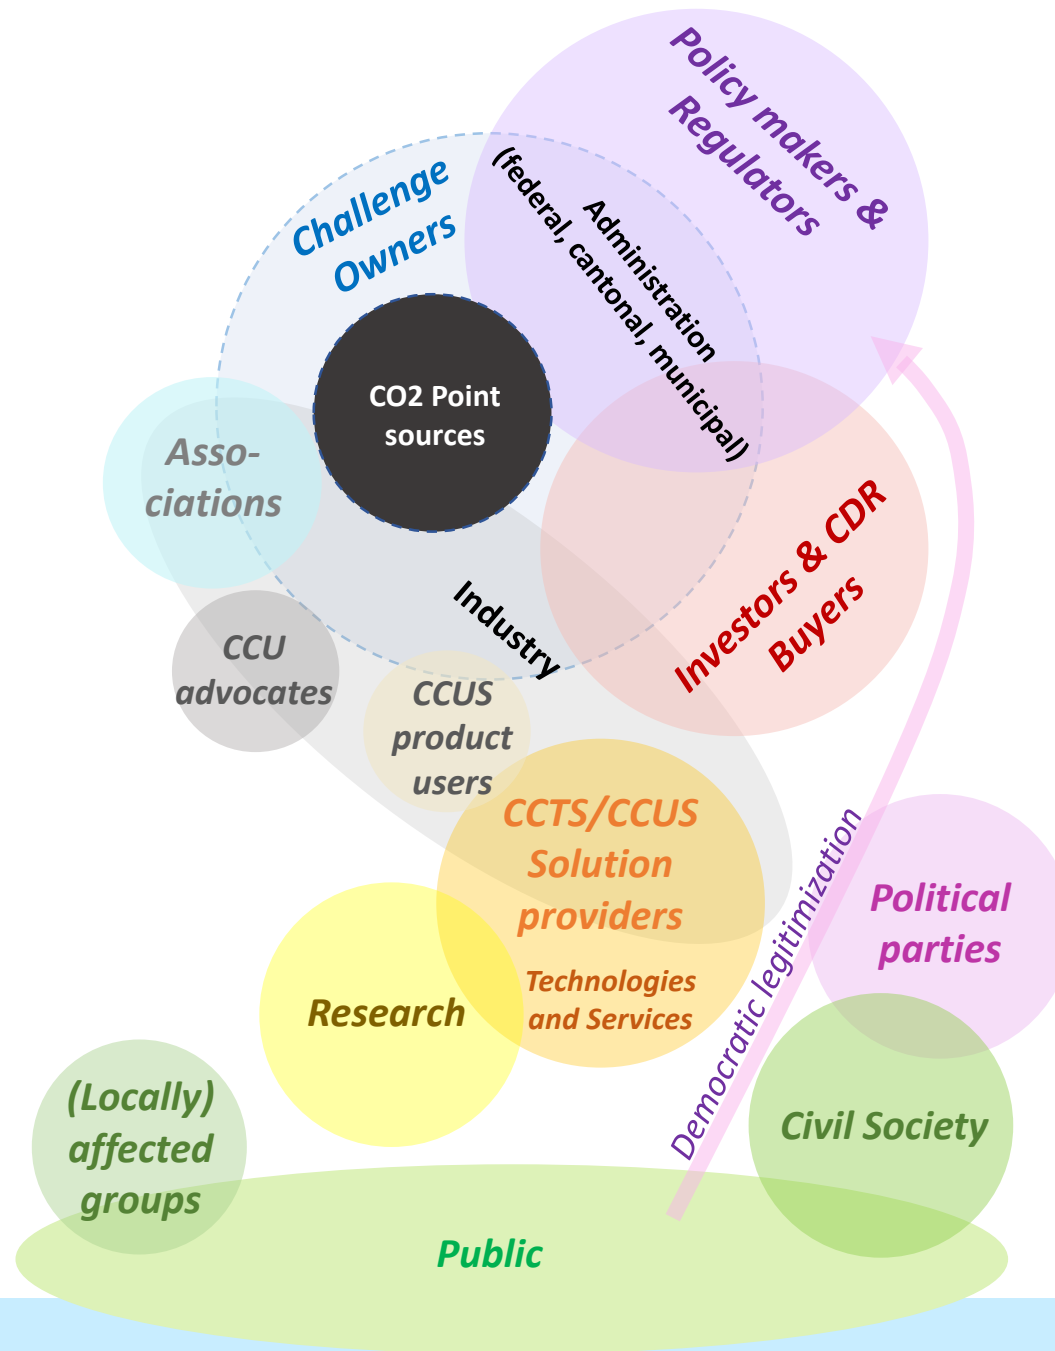 Policy makers &
Regulators
Challenge
Owners
Administration
(federal, cantonal, municipal)
CO2 Point
sources
Asso-
ciations
Investors & CDR
Buyers
Industry
CCU
advocates
CCUS
product
users
CCTS/CCUS
Solution
providers
Technologies
and Services
Democratic legitimization
Political
parties
Research
(Locally)
affected
groups
Civil Society
Public